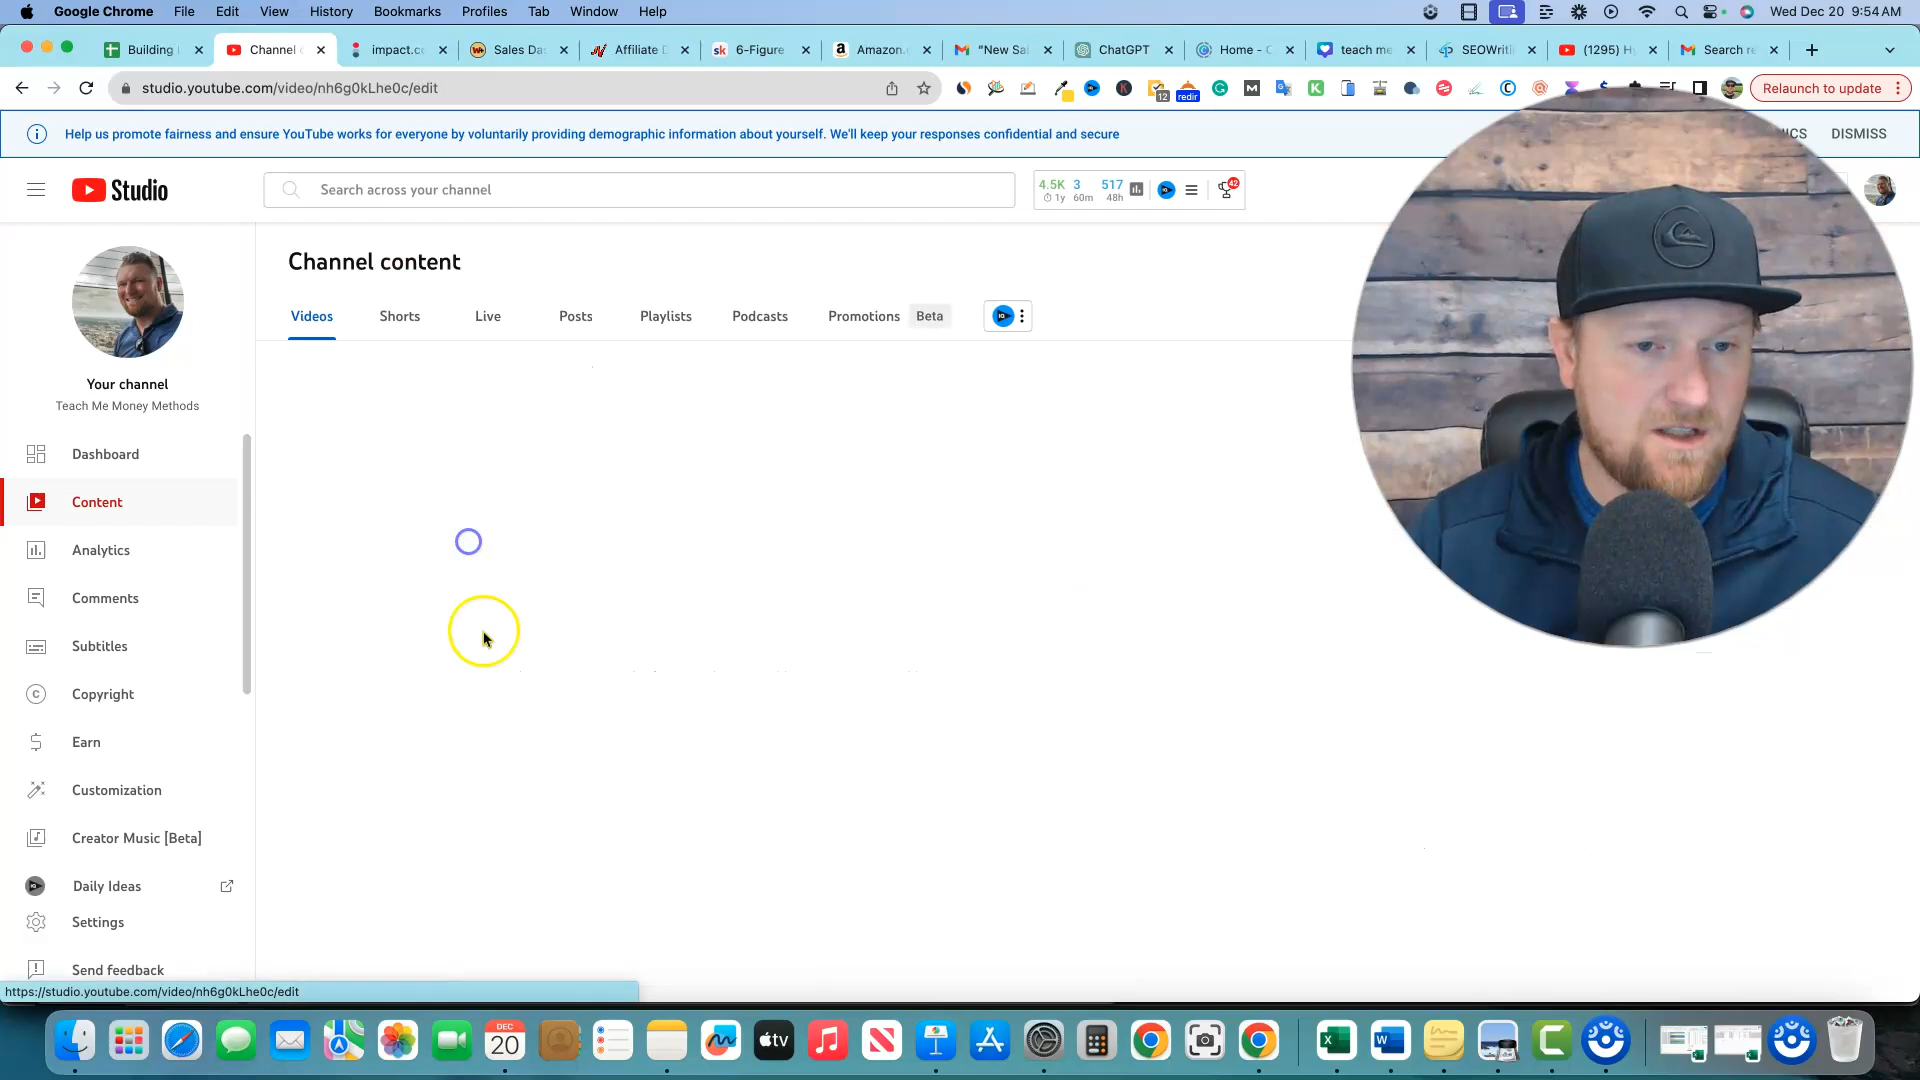 Google Chrome File Edit View History Bookmarks Profiles Tab Window Help Wed Dec 20 9:54 AM
Building Channel c impact.c Sales Da Affiliate D 6-Figure Amazon. "New Sal ChatGPT Home - C teach me SEOWriti (1295) H Search re
studio.youtube.com/video/nh6g0kLhe0c/edit 12 redir Relaunch to update
Help us promote fairness and ensure YouTube works for everyone by voluntarily providing demographic information about yourself. We'll keep your responses confidential and secure ICS DISMISS
Studio Search across your channel 4.5K 3 517 42
1y 60m 48h
Channel content
Videos Shorts Live Posts Playlists Podcasts Promotions Beta
Your channel
Teach Me Money Methods
Dashboard
Content
Analytics
Comments
Subtitles
Copyright
Earn
Customization
Creator Music [Beta]
Daily Ideas
Settings
Send feedback
https://studio.youtube.com/video/nh6g0kLhe0c/edit
DEC
20
tv